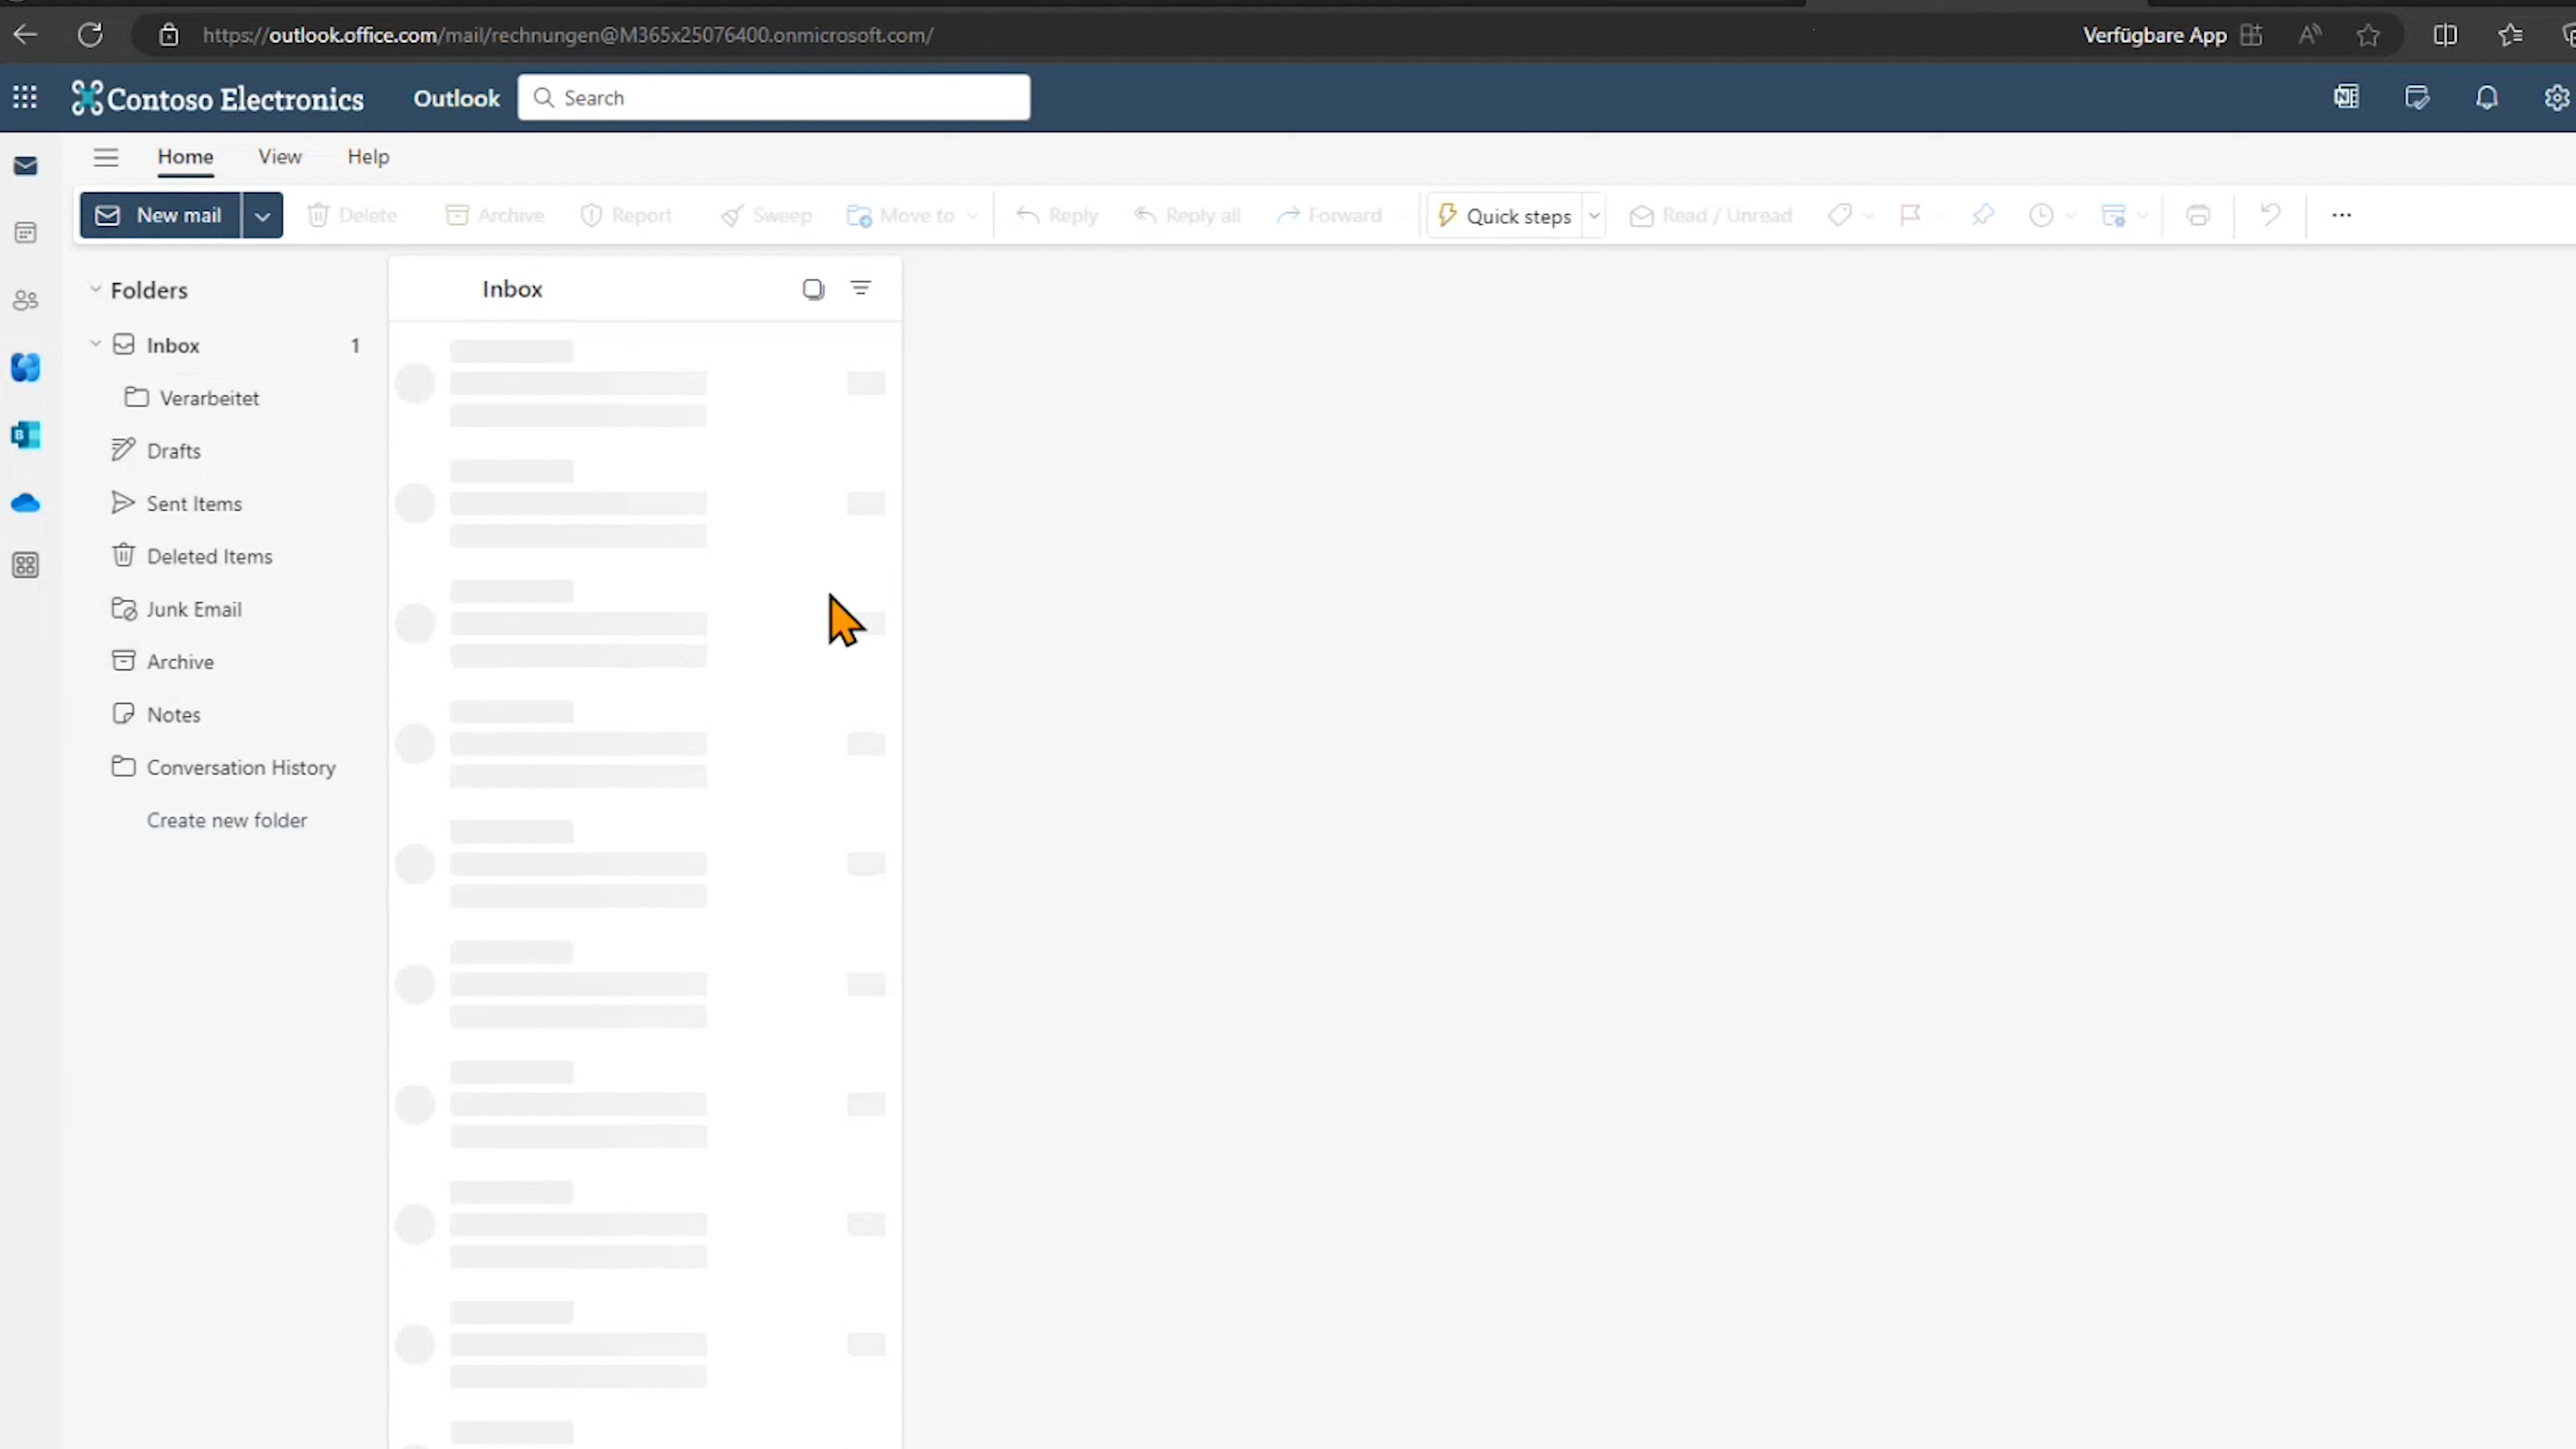 https://outlook.office.com/mail/rechnungen@M365x25076400.onmicrosoft.com/
Verfügbare App
Contoso Electronics
Outlook
Search
Home
View
Help
New mail
Delete
Archive
Report
Sweep
Move to
Reply
Reply all
Forward
Quick steps
Read / Unread
Folders
Inbox 1
Verarbeitet
Drafts
Sent Items
Deleted Items
Junk Email
Archive
Notes
Conversation History
Create new folder
Inbox